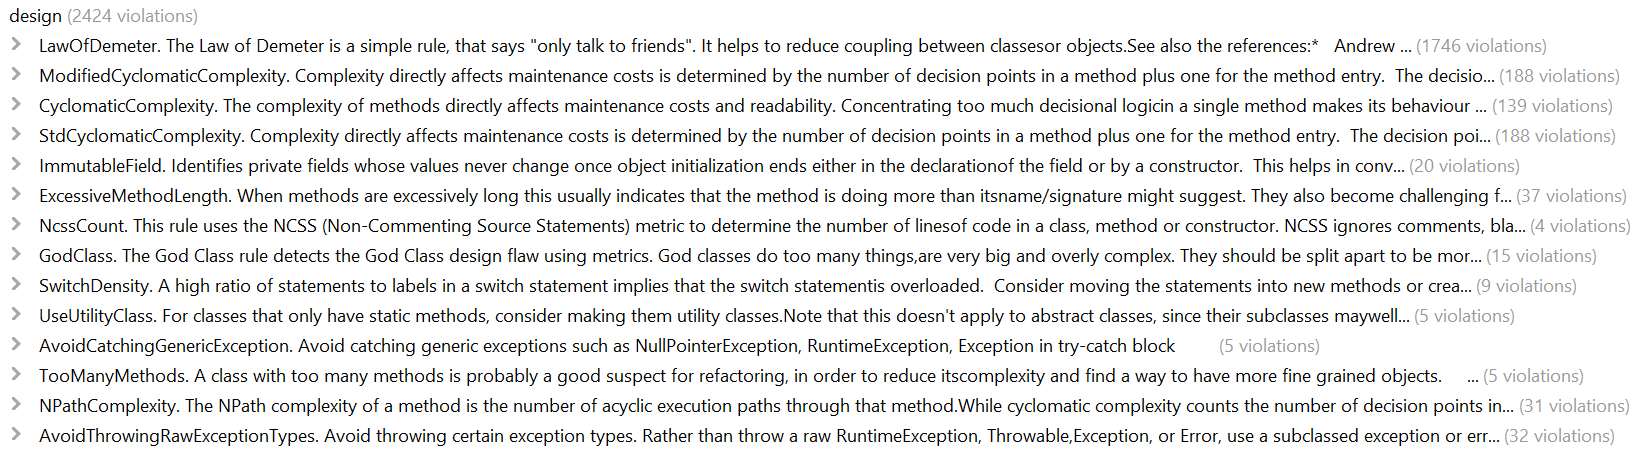 design (2424 violations)
LawOfDemeter. The Law of Demeter is a simple rule, that says "only talk to friends". It helps to reduce coupling between classesor objects.See also the references:* Andrew ... (1746 violations)
ModifiedCyclomaticComplexity. Complexity directly affects maintenance costs is determined by the number of decision points in a method plus one for the method entry. The decisio... (188 violations)
CyclomaticComplexity. The complexity of methods directly affects maintenance costs and readability. Concentrating too much decisional logicin a single method makes its behaviour ... (139 violations)
StdCyclomaticComplexity. Complexity directly affects maintenance costs is determined by the number of decision points in a method plus one for the method entry. The decision poi... (188 violations)
ImmutableField. Identifies private fields whose values never change once object initialization ends either in the declarationof the field or by a constructor. This helps in conv... (20 violations)
ExcessiveMethodLength. When methods are excessively long this usually indicates that the method is doing more than itsname/signature might suggest. They also become challenging f... (37 violations)
NcssCount. This rule uses the NCSS (Non-Commenting Source Statements) metric to determine the number of linesof code in a class, method or constructor. NCSS ignores comments, bla... (4 violations)
GodClass. The God Class rule detects the God Class design flaw using metrics. God classes do too many things,are very big and overly complex. They should be split apart to be mor... (15 violations)
SwitchDensity. A high ratio of statements to labels in a switch statement implies that the switch statementis overloaded. Consider moving the statements into new methods or crea... (9 violations)
UseUtilityClass. For classes that only have static methods, consider making them utility classes.Note that this doesn't apply to abstract classes, since their subclasses maywell... (5 violations)
AvoidCatchingGenericException. Avoid catching generic exceptions such as NullPointerException, RuntimeException, Exception in try-catch block (5 violations)
TooManyMethods. A class with too many methods is probably a good suspect for refactoring, in order to reduce itscomplexity and find a way to have more fine grained objects. ... (5 violations)
NPathComplexity. The NPath complexity of a method is the number of acyclic execution paths through that method.While cyclomatic complexity counts the number of decision points in... (31 violations)
AvoidThrowingRawExceptionTypes. Avoid throwing certain exception types. Rather than throw a raw RuntimeException, Throwable,Exception, or Error, use a subclassed exception or err... (32 violations)